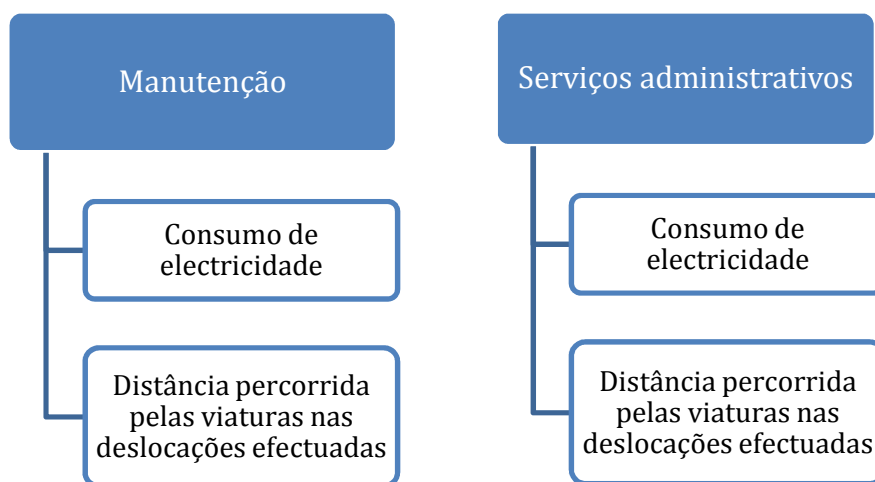 Manutenção
Consumo de
electricidade
Distância percorrida
pelas viaturas nas
deslocações efectuadas
Serviços administrativos
Consumo de
electricidade
Distância percorrida
pelas viaturas nas
deslocações efectuadas